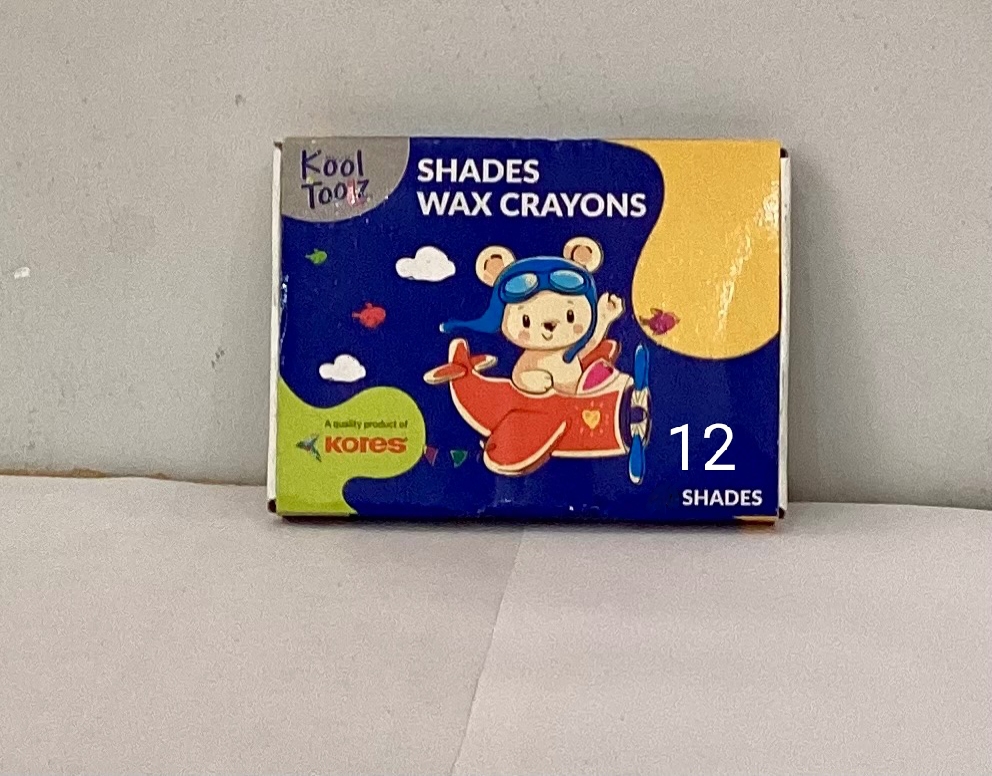 Kool
Toolz
SHADES
WAX CRAYONS
A quality product of
Kores
12
SHADES